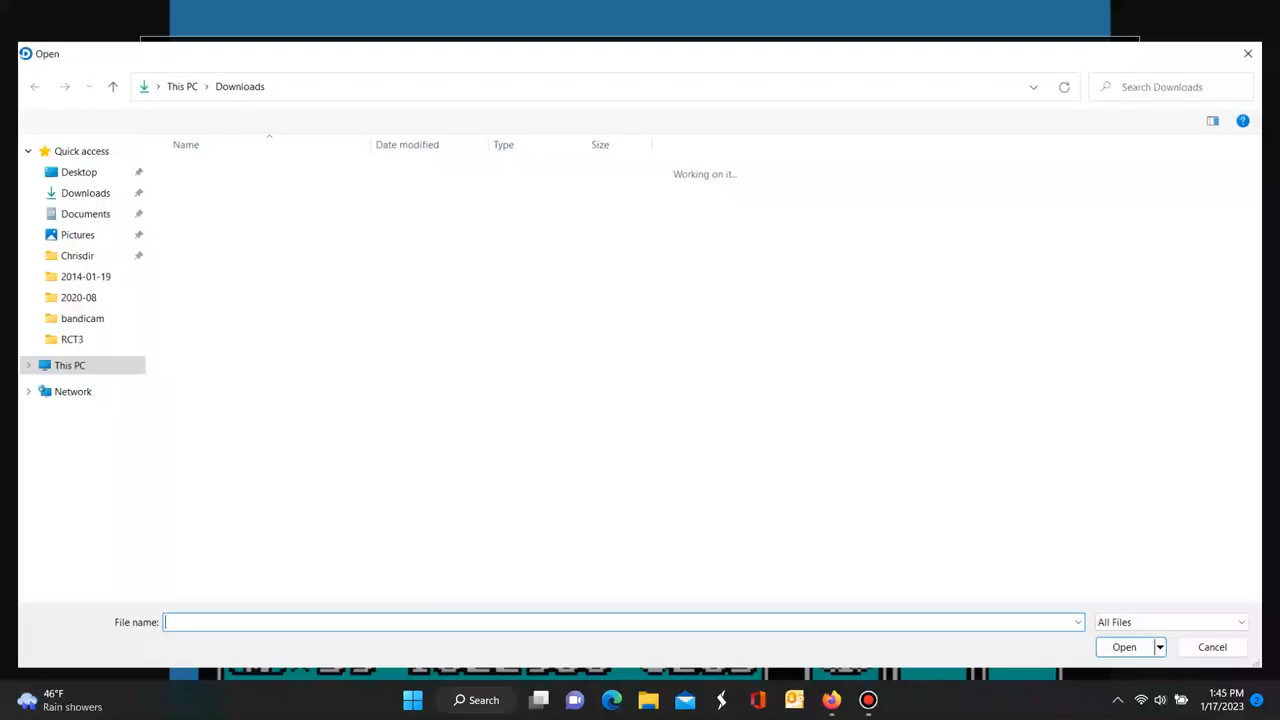 Open
This PC > Downloads
Search Downloads
Name
Date modified
Type
Size
Working on it...
Quick access
Desktop
Downloads
Documents
Pictures
Chrisdir
2014-01-19
2020-08
bandicam
RCT3
This PC
Network
File name:
All Files
Open
Cancel
46°F
Rain showers
Search
1:45 PM
1/17/2023
2